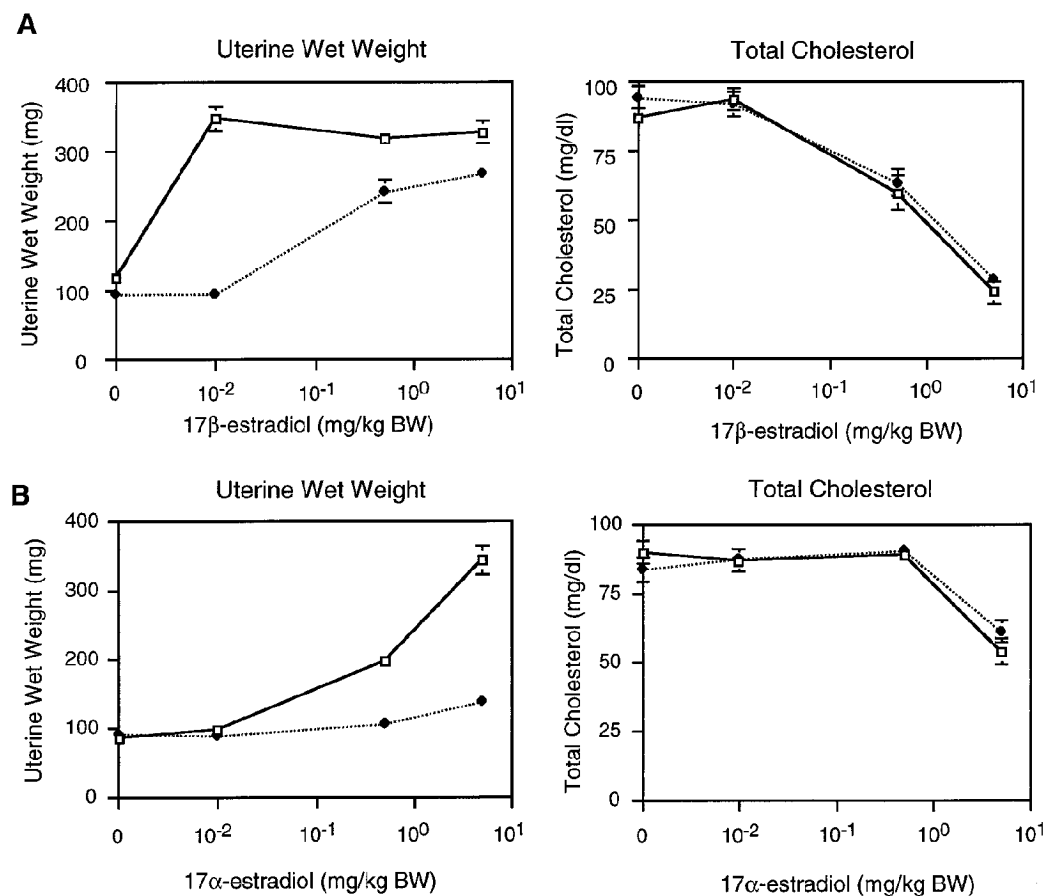 A
Uterine Wet Weight
Total Cholesterol
Uterine Wet Weight (mg)
400
300
200
100
0
0 10⁻² 10⁻¹ 10⁰ 10¹
17β-estradiol (mg/kg BW)
Total Cholesterol (mg/dl)
100
75
50
25
0
0 10⁻² 10⁻¹ 10⁰ 10¹
17β-estradiol (mg/kg BW)
B
Uterine Wet Weight
Total Cholesterol
Uterine Wet Weight (mg)
400
300
200
100
0
0 10⁻² 10⁻¹ 10⁰ 10¹
17α-estradiol (mg/kg BW)
Total Cholesterol (mg/dl)
100
75
50
25
0
0 10⁻² 10⁻¹ 10⁰ 10¹
17α-estradiol (mg/kg BW)